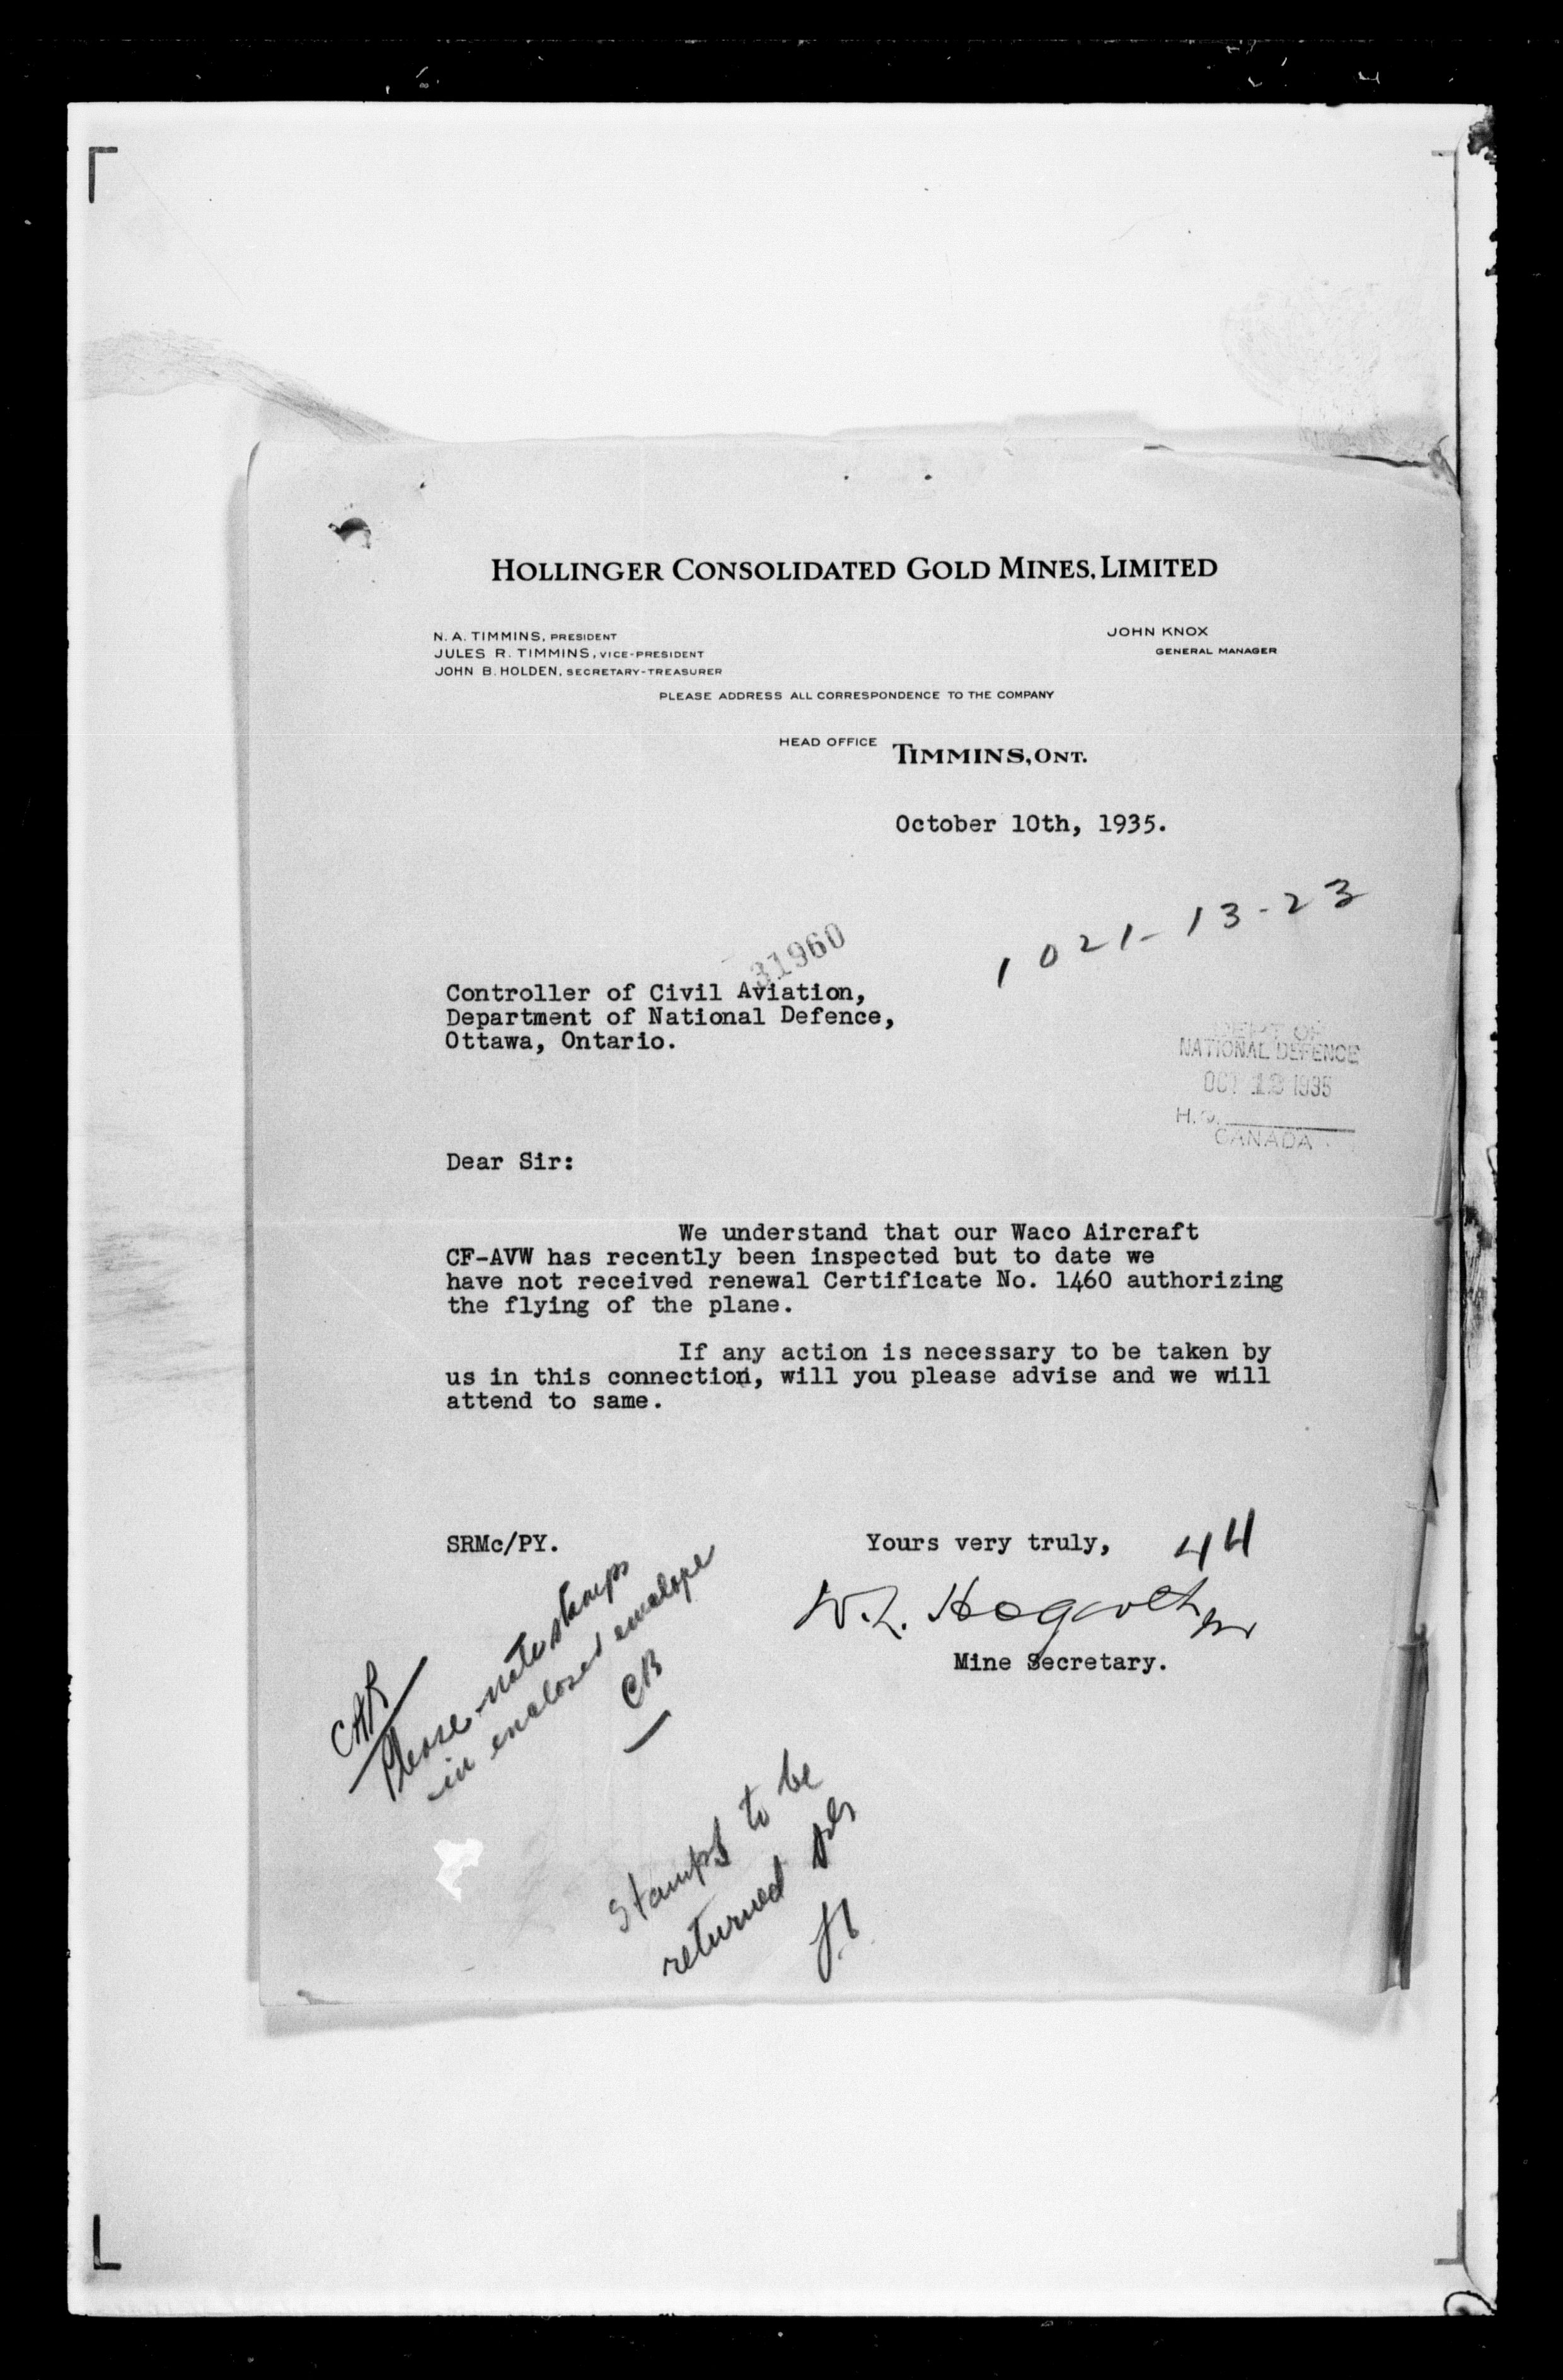 HOLLINGER CONSOLIDATED GOLD MINES, LIMITED
N. A. TIMMINS, PRESIDENT
JULES R. TIMMINS, VICE-PRESIDENT
JOHN B. HOLDEN, SECRETARY-TREASURER
JOHN KNOX
GENERAL MANAGER
PLEASE ADDRESS ALL CORRESPONDENCE TO THE COMPANY
HEAD OFFICE TIMMINS, ONT.
October 10th, 1935.
1021-13-23
31960
Controller of Civil Aviation,
Department of National Defence,
Ottawa, Ontario.
DEPT OF
NATIONAL DEFENCE
OCT 12 1935
H.Q.
CANADA
Dear Sir:
We understand that our Waco Aircraft
CF-AVW has recently been inspected but to date we
have not received renewal Certificate No. 1460 authorizing
the flying of the plane.
If any action is necessary to be taken by
us in this connection, will you please advise and we will
attend to same.
SRMc/PY.
Yours very truly,
44
W.L. Hogarth
Mine Secretary.
CAR
Please note stamps
in enclosed envelope
CB
Stamps to be
returned